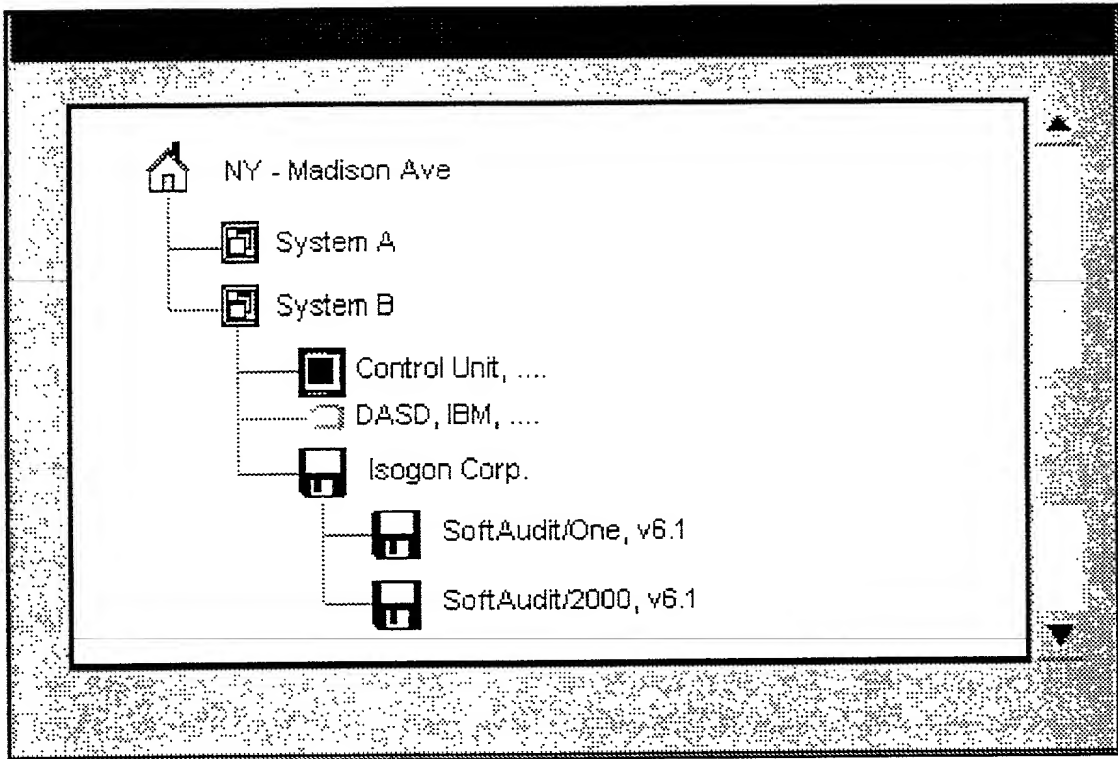 NY - Madison Ave
System A
System B
Control Unit, ....
DASD, IBM, ....
Isogon Corp.
SoftAudit/One, v6.1
SoftAudit/2000, v6.1